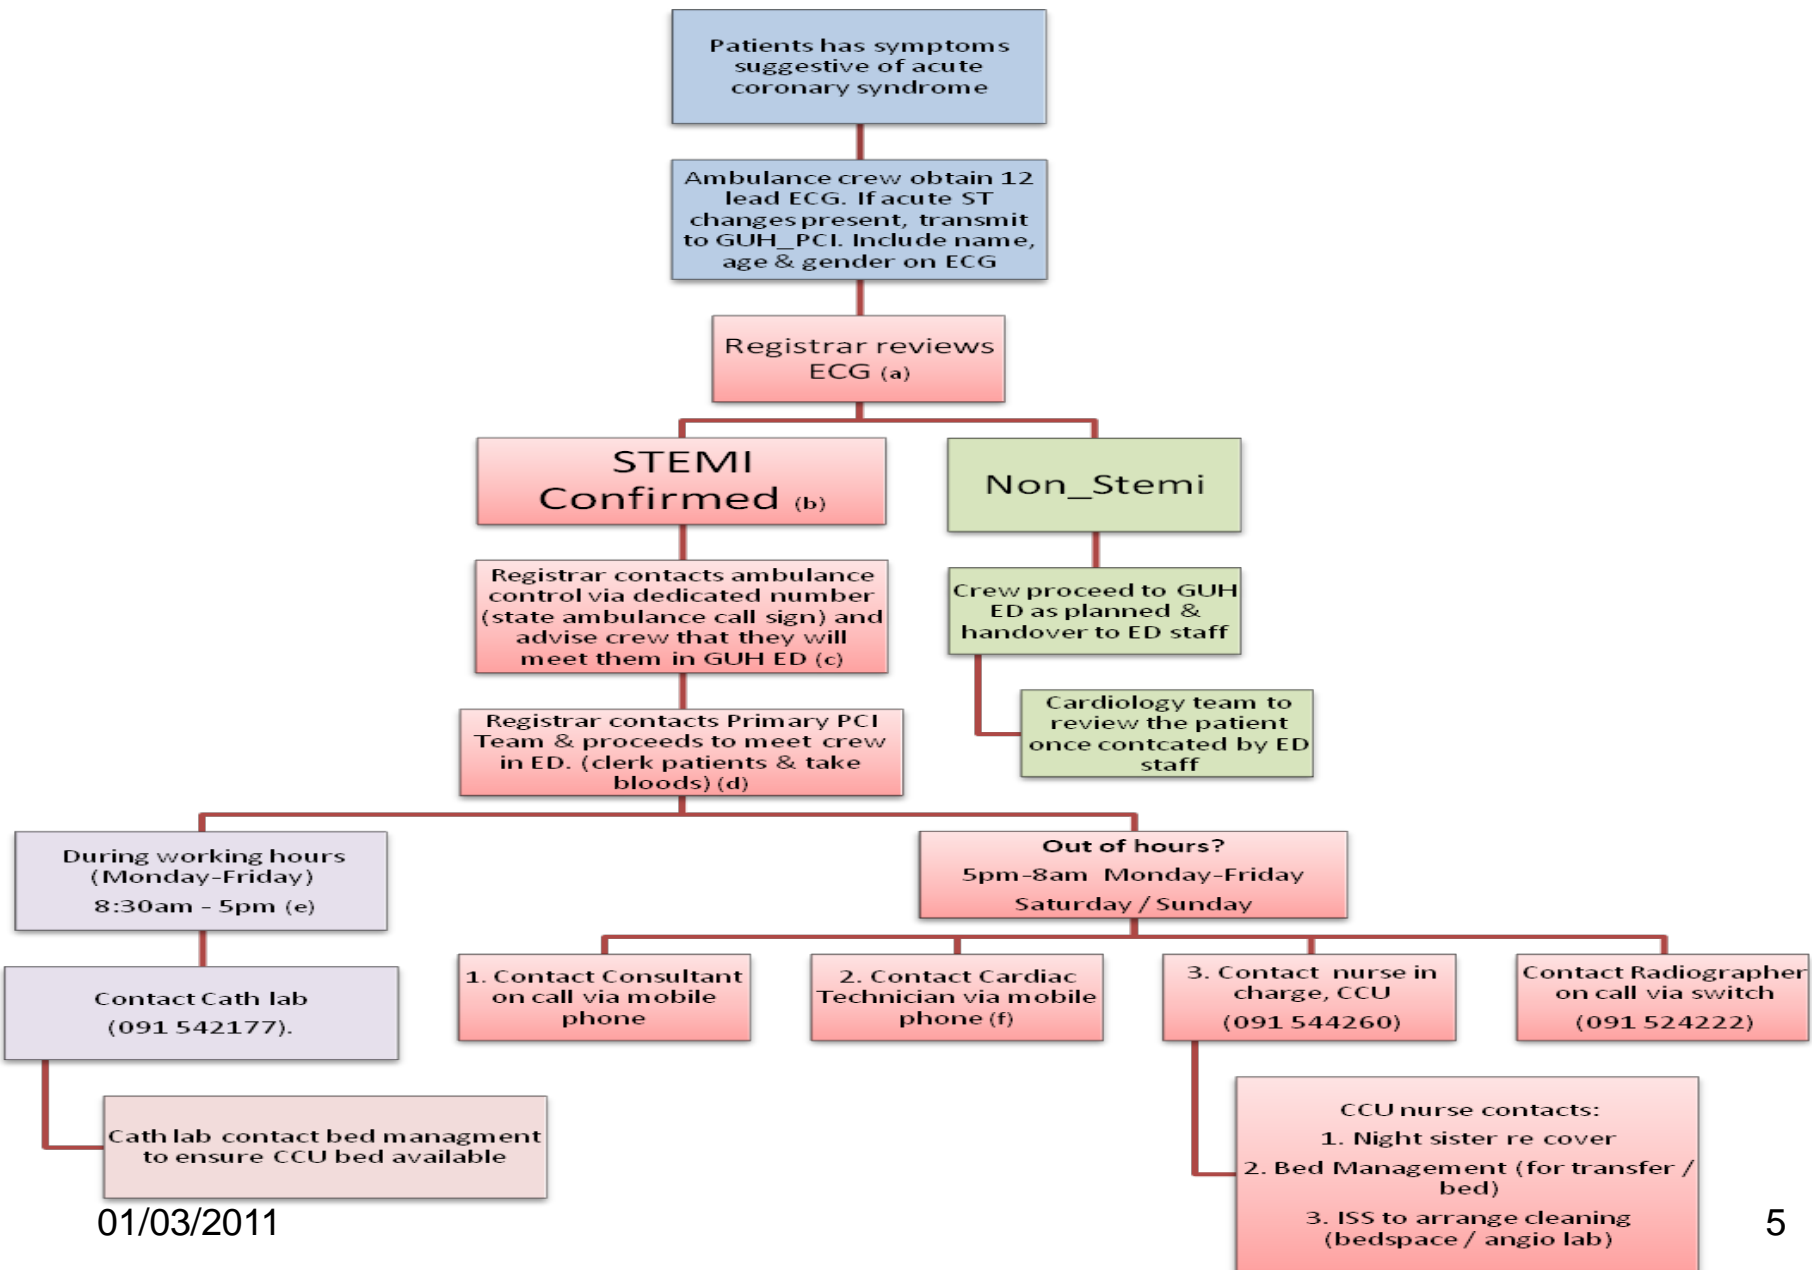 Patients has symptoms
suggestive of acute
coronary syndrome
Ambulance crew obtain 12
lead ECG. If acute ST
changes present, transmit
to GUH_PCI. Include name,
age & gender on ECG
Registrar reviews
ECG (a)
STEMI
Confirmed (b)
Non_Stemi
Registrar contacts ambulance
control via dedicated number
(state ambulance call sign) and
advise crew that they will
meet them in GUH ED (c)
Crew proceed to GUH
ED as planned &
handover to ED staff
Registrar contacts Primary PCI
Team & proceeds to meet crew
in ED. (clerk patients & take
bloods) (d)
Cardiology team to
review the patient
once contcated by ED
staff
During working hours
(Monday-Friday)
8:30am - 5pm (e)
Out of hours?
5pm-8am Monday-Friday
Saturday / Sunday
Contact Cath lab
(091 542177).
1. Contact Consultant
on call via mobile
phone
2. Contact Cardiac
Technician via mobile
phone (f)
3. Contact nurse in
charge, CCU
(091 544260)
Contact Radiographer
on call via switch
(091 524222)
Cath lab contact bed managment
to ensure CCU bed available
CCU nurse contacts:
1. Night sister re cover
2. Bed Management (for transfer /
bed)
3. ISS to arrange cleaning
(bedspace / angio lab)
01/03/2011
5